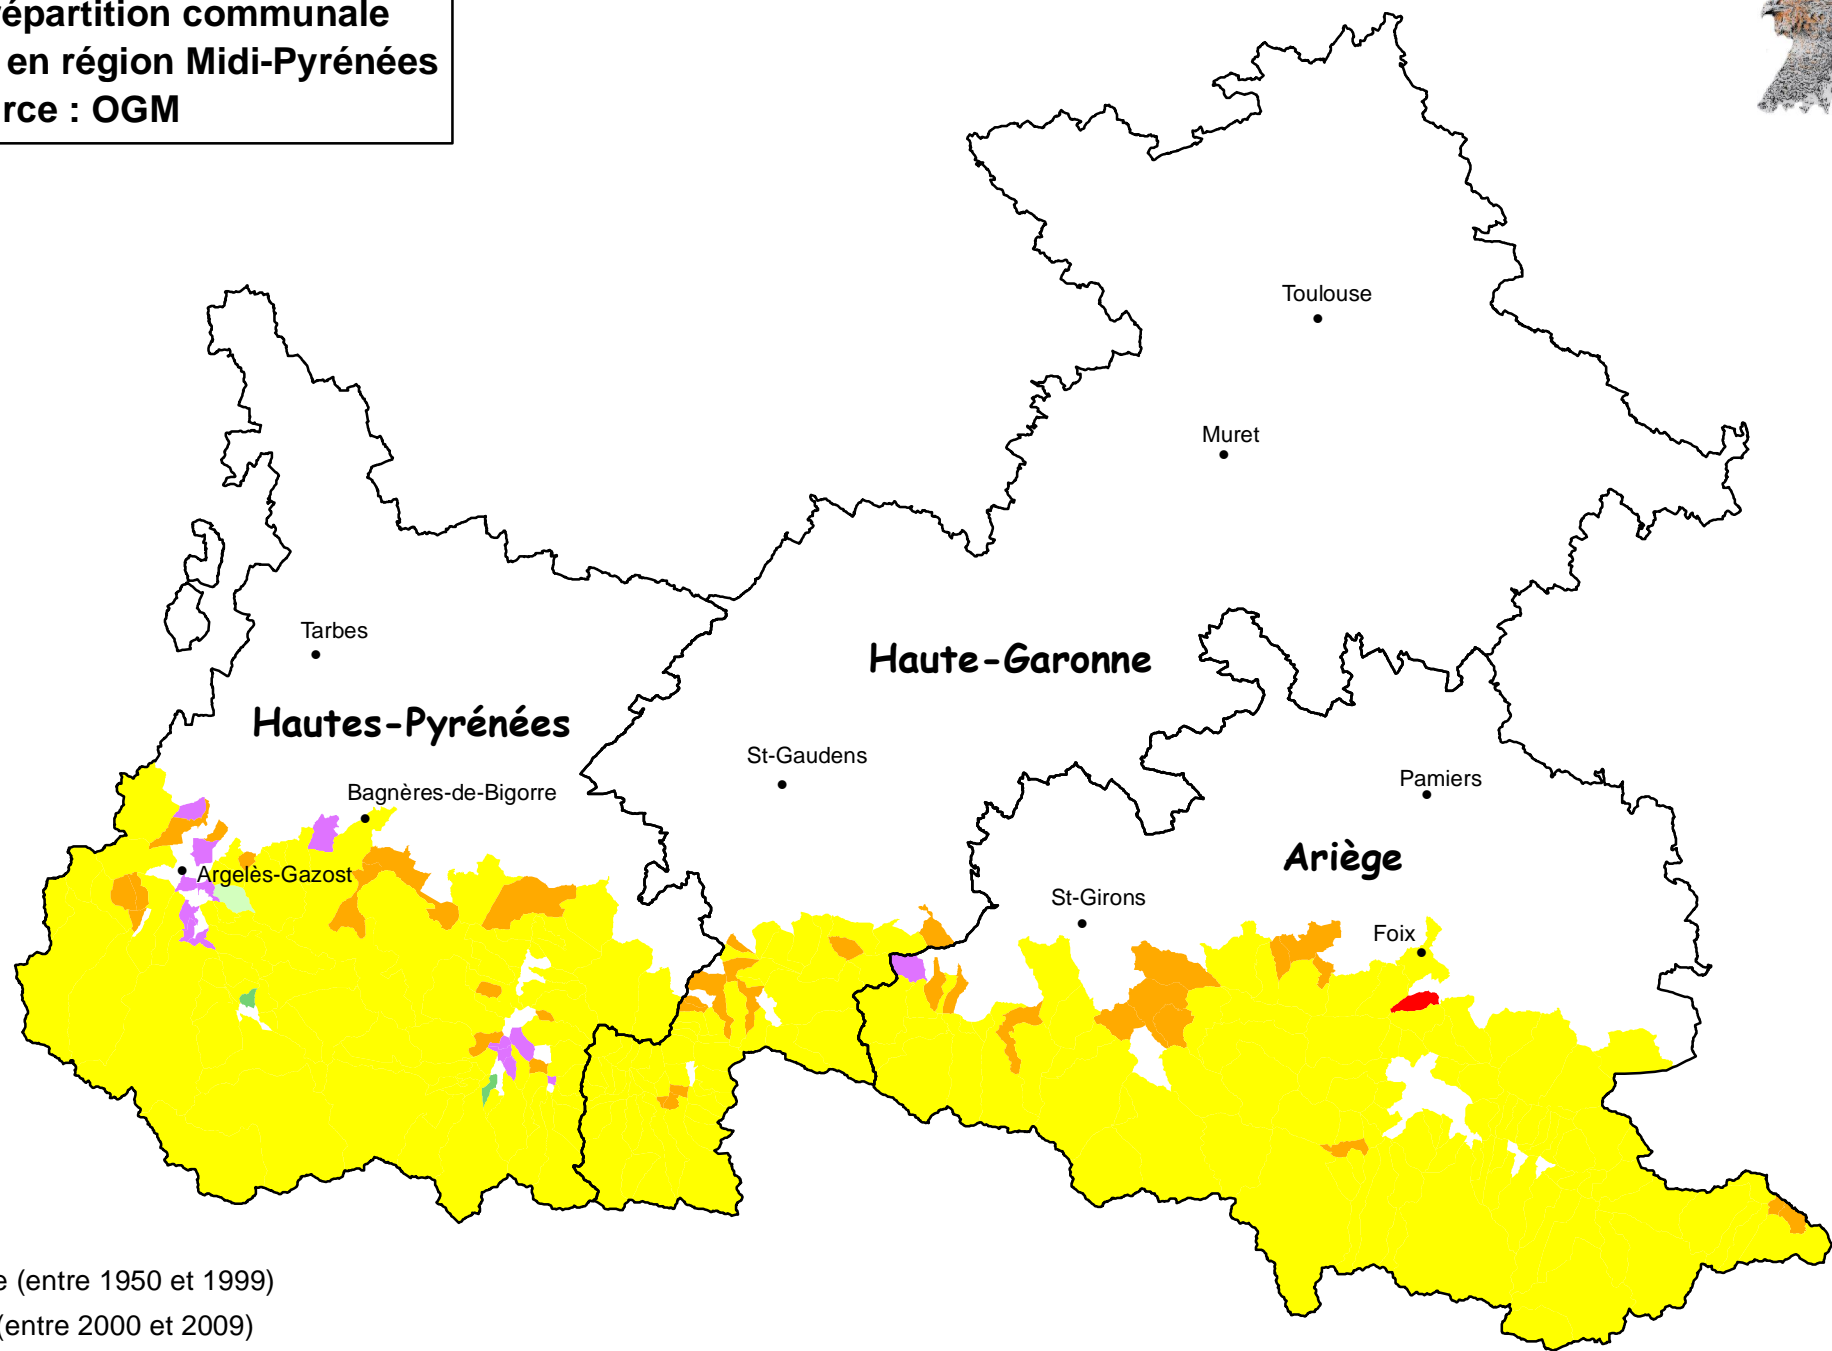 répartition communale
en région Midi-Pyrénées
rce : OGM
Toulouse
Muret
Tarbes
Haute-Garonne
Hautes-Pyrénées
St-Gaudens
Pamiers
Bagnères-de-Bigorre
Ariège
Argelès-Gazost
St-Girons
Foix
e (entre 1950 et 1999)
(entre 2000 et 2009)